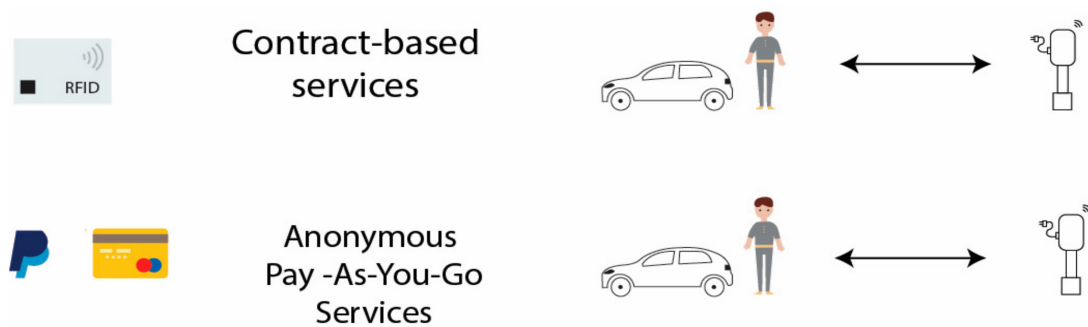 RFID
Contract-based
services
Anonymous
Pay -As-You-Go
Services